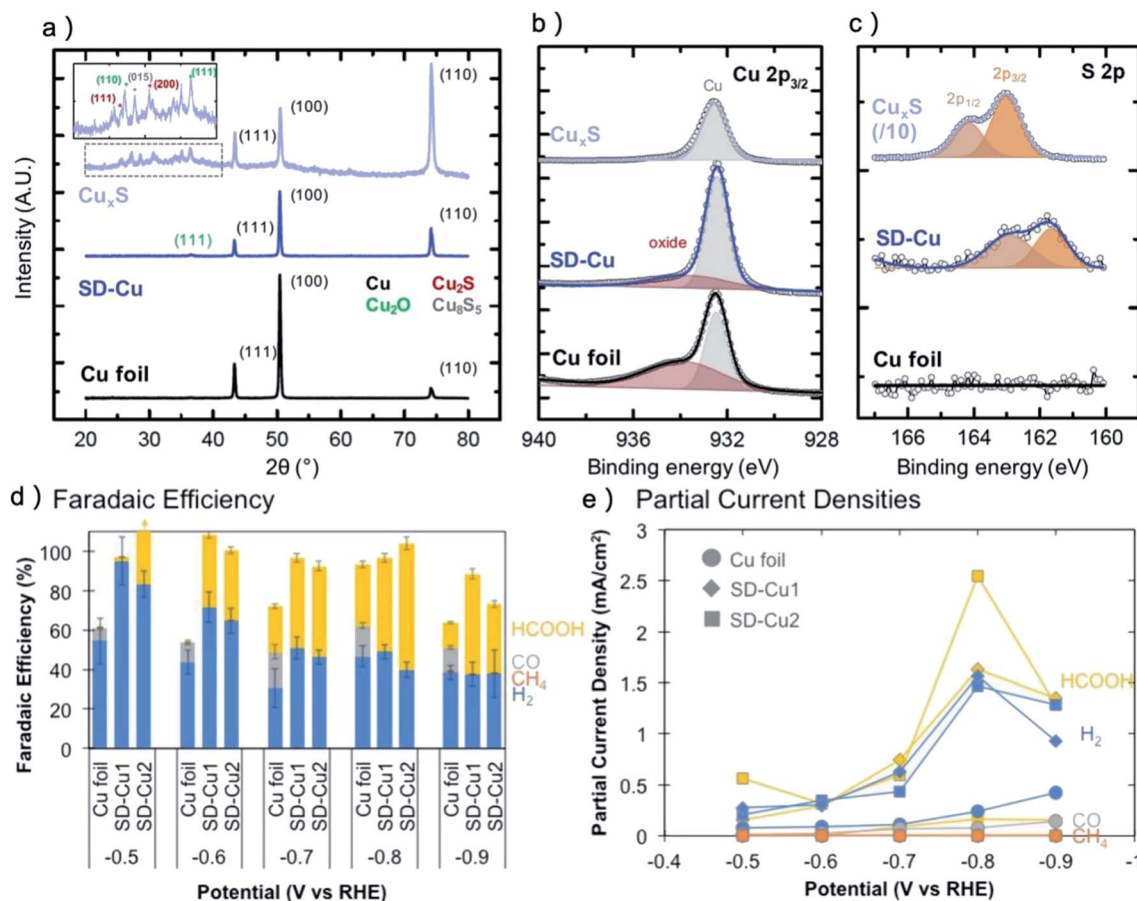 a )
(110)
(015)
(111)
(111)
(200)
(110)
(100)
(111)
CuxS
(100)
(110)
(111)
(111)
SD-Cu
(100)
Cu
Cu2S
Cu2O
Cu8S5
(111)
(110)
Cu foil
Intensity (A.U.)
20
30
40
50
60
70
80
2θ (°)
b )
Cu 2p3/2
Cu
CuxS
oxide
SD-Cu
Cu foil
940
936
932
928
Binding energy (eV)
c )
S 2p
2p3/2
2p1/2
CuxS
(/10)
SD-Cu
Cu foil
166
164
162
160
Binding energy (eV)
d ) Faradaic Efficiency
Faradaic Efficiency (%)
100
80
60
40
20
0
HCOOH
CO
CH4
H2
Cu foil
SD-Cu1
SD-Cu2
Cu foil
SD-Cu1
SD-Cu2
Cu foil
SD-Cu1
SD-Cu2
Cu foil
SD-Cu1
SD-Cu2
Cu foil
SD-Cu1
SD-Cu2
-0.5
-0.6
-0.7
-0.8
-0.9
Potential (V vs RHE)
e ) Partial Current Densities
Partial Current Density (mA/cm²)
3
2.5
2
1.5
1
0.5
0
Cu foil
SD-Cu1
SD-Cu2
HCOOH
H2
CO
CH4
-0.4
-0.5
-0.6
-0.7
-0.8
-0.9
-1
Potential (V vs RHE)